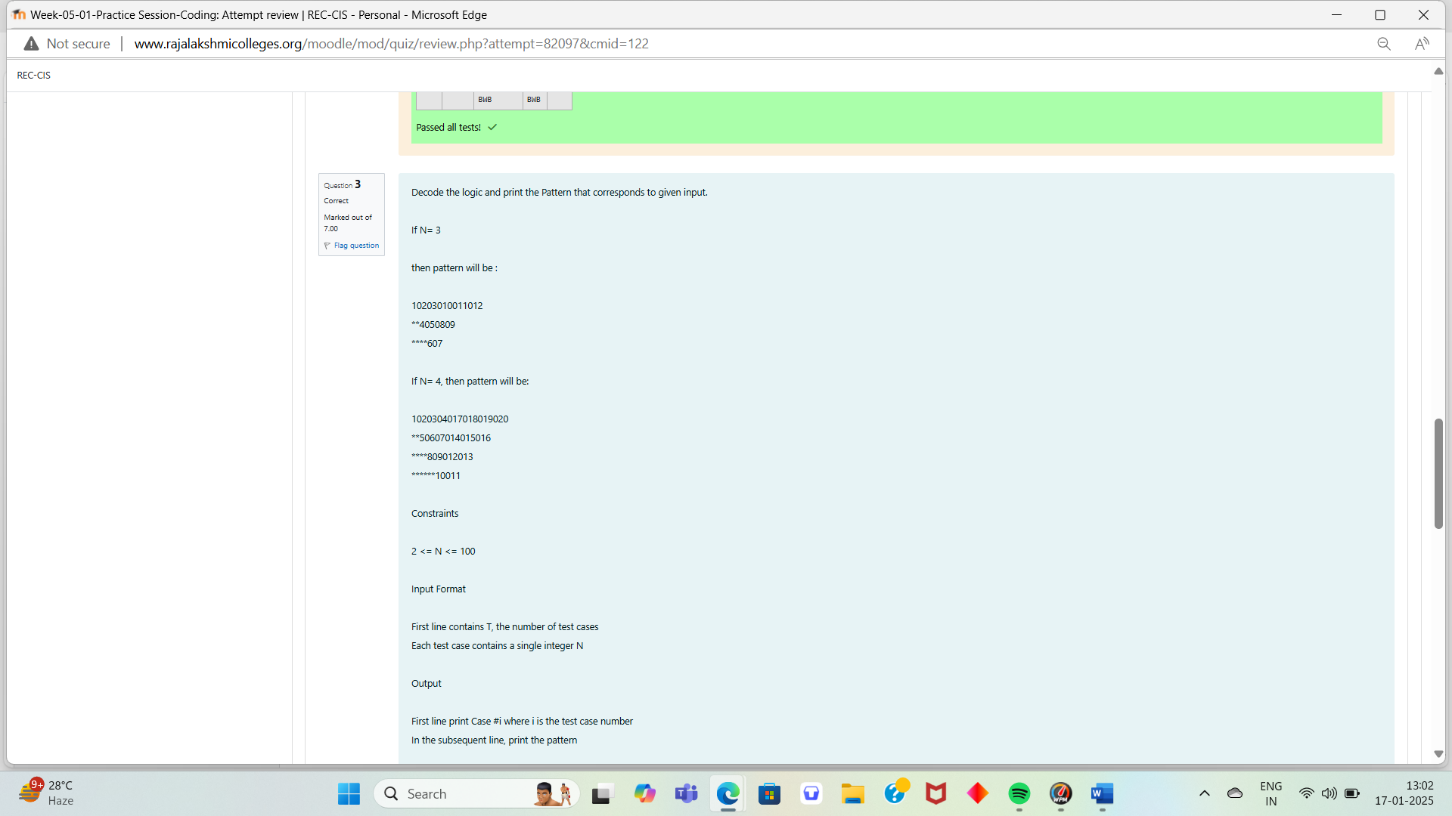 Week-05-01-Practice Session-Coding: Attempt review | REC-CIS - Personal - Microsoft Edge
Not secure | www.rajalakshmicolleges.org/moodle/mod/quiz/review.php?attempt=82097&cmid=122
REC-CIS
BWB BWB
Passed all tests! ✓
Question 3
Correct
Marked out of
7.00
Flag question
Decode the logic and print the Pattern that corresponds to given input.
If N= 3
then pattern will be :
10203010011012
**4050809
****607
If N= 4, then pattern will be:
1020304017018019020
**50607014015016
****809012013
******10011
Constraints
2 <= N <= 100
Input Format
First line contains T, the number of test cases
Each test case contains a single integer N
Output
First line print Case #i where i is the test case number
In the subsequent line, print the pattern
9+
28°C
Haze
Search
ENG
IN
13:02
17-01-2025